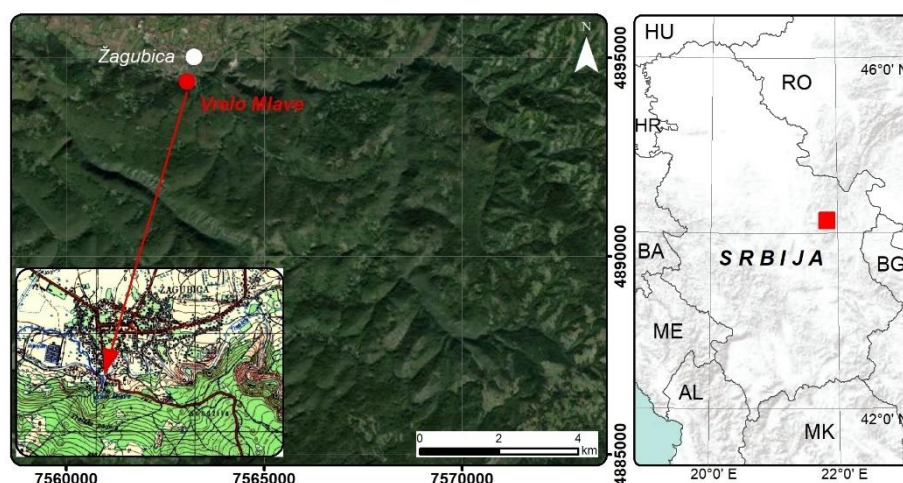 Žagubica
Vrelo Mlave
N
ŽAGUBICA
0 2 4
km
7560000 7565000 7570000
4895000
4890000
4885000
HU
RO
HR
BA
SRBIJA
BG
ME
AL
MK
46°0'
42°0'
20°0'E 22°0'E